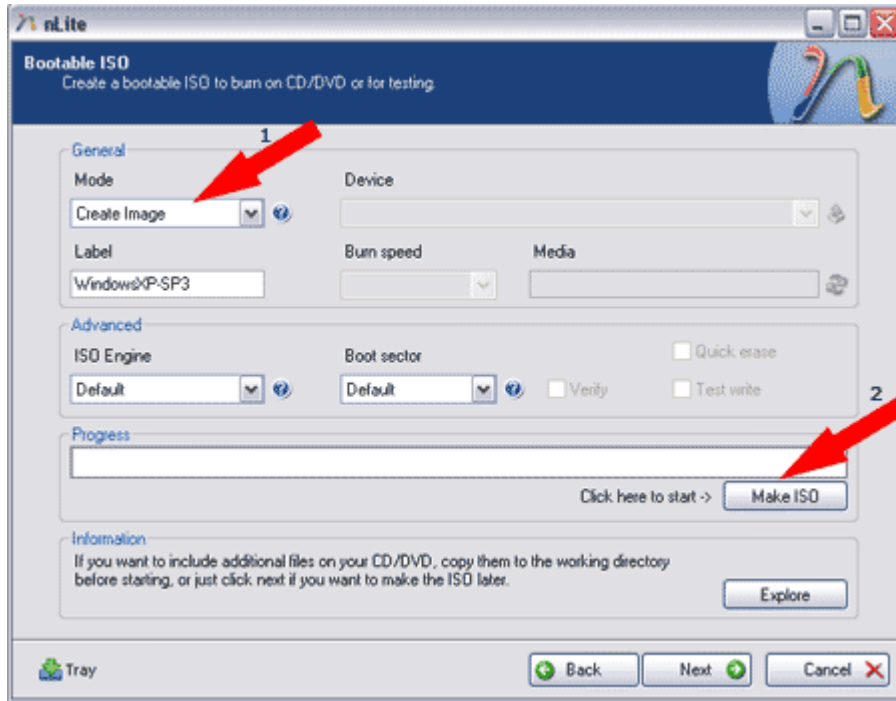 nLite
Bootable ISO
Create a bootable ISO to burn on CD/DVD or for testing.
1
General
Mode Device
Create Image
Label Burn speed Media
WindowsXP-SP3
Advanced
ISO Engine Boot sector Quick erase
Default Default Verify Test write
2
Progress
Click here to start -> Make ISO
Information
If you want to include additional files on your CD/DVD, copy them to the working directory
before starting, or just click next if you want to make the ISO later.
Explore
Tray Back Next Cancel